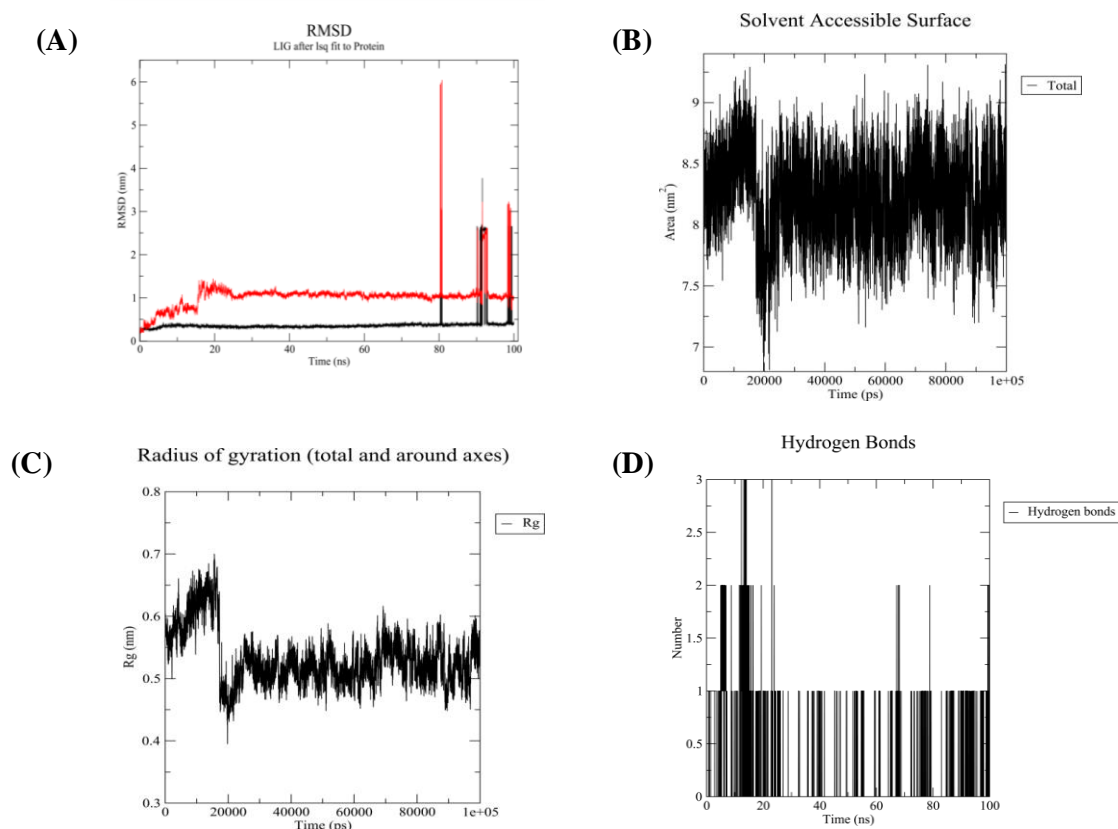 (A)
RMSD
LIG after lsq fit to Protein
RMSD (nm)
6
5
4
3
2
1
0
0 20 40 60 80 100
Time (ns)
(B)
Solvent Accessible Surface
Total
Area (nm2)
9
8.5
8
7.5
7
0 20000 40000 60000 80000 1e+05
Time (ps)
(C)
Radius of gyration (total and around axes)
Rg
Rg (nm)
0.8
0.7
0.6
0.5
0.4
0.3
0 20000 40000 60000 80000 1e+05
Time (ps)
(D)
Hydrogen Bonds
Hydrogen bonds
Number
3
2.5
2
1.5
1
0.5
0
0 20 40 60 80 100
Time (ns)